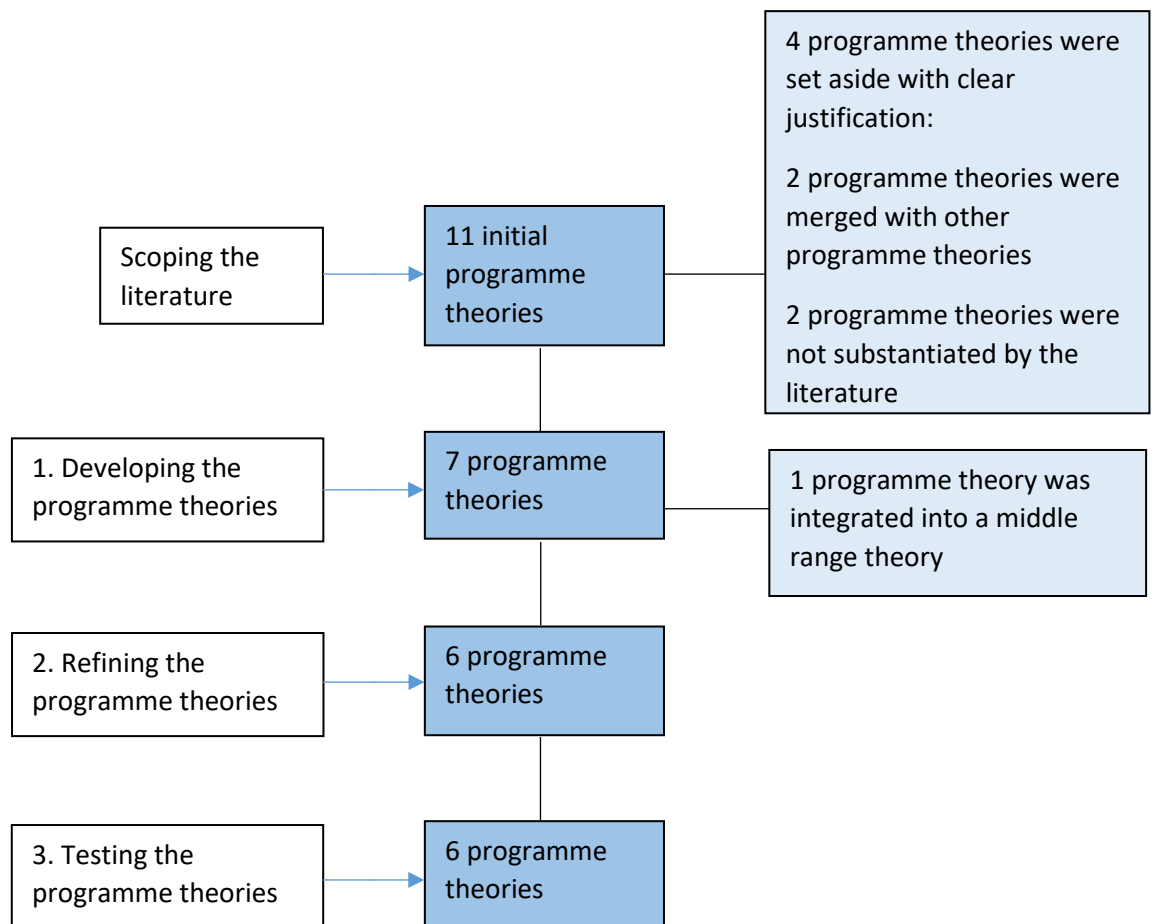 4 programme theories were
set aside with clear
justification:
2 programme theories were
merged with other
programme theories
2 programme theories were
not substantiated by the
literature
Scoping the
literature
11 initial
programme
theories
1. Developing the
programme theories
7 programme
theories
1 programme theory was
integrated into a middle
range theory
2. Refining the
programme theories
6 programme
theories
3. Testing the
programme theories
6 programme
theories